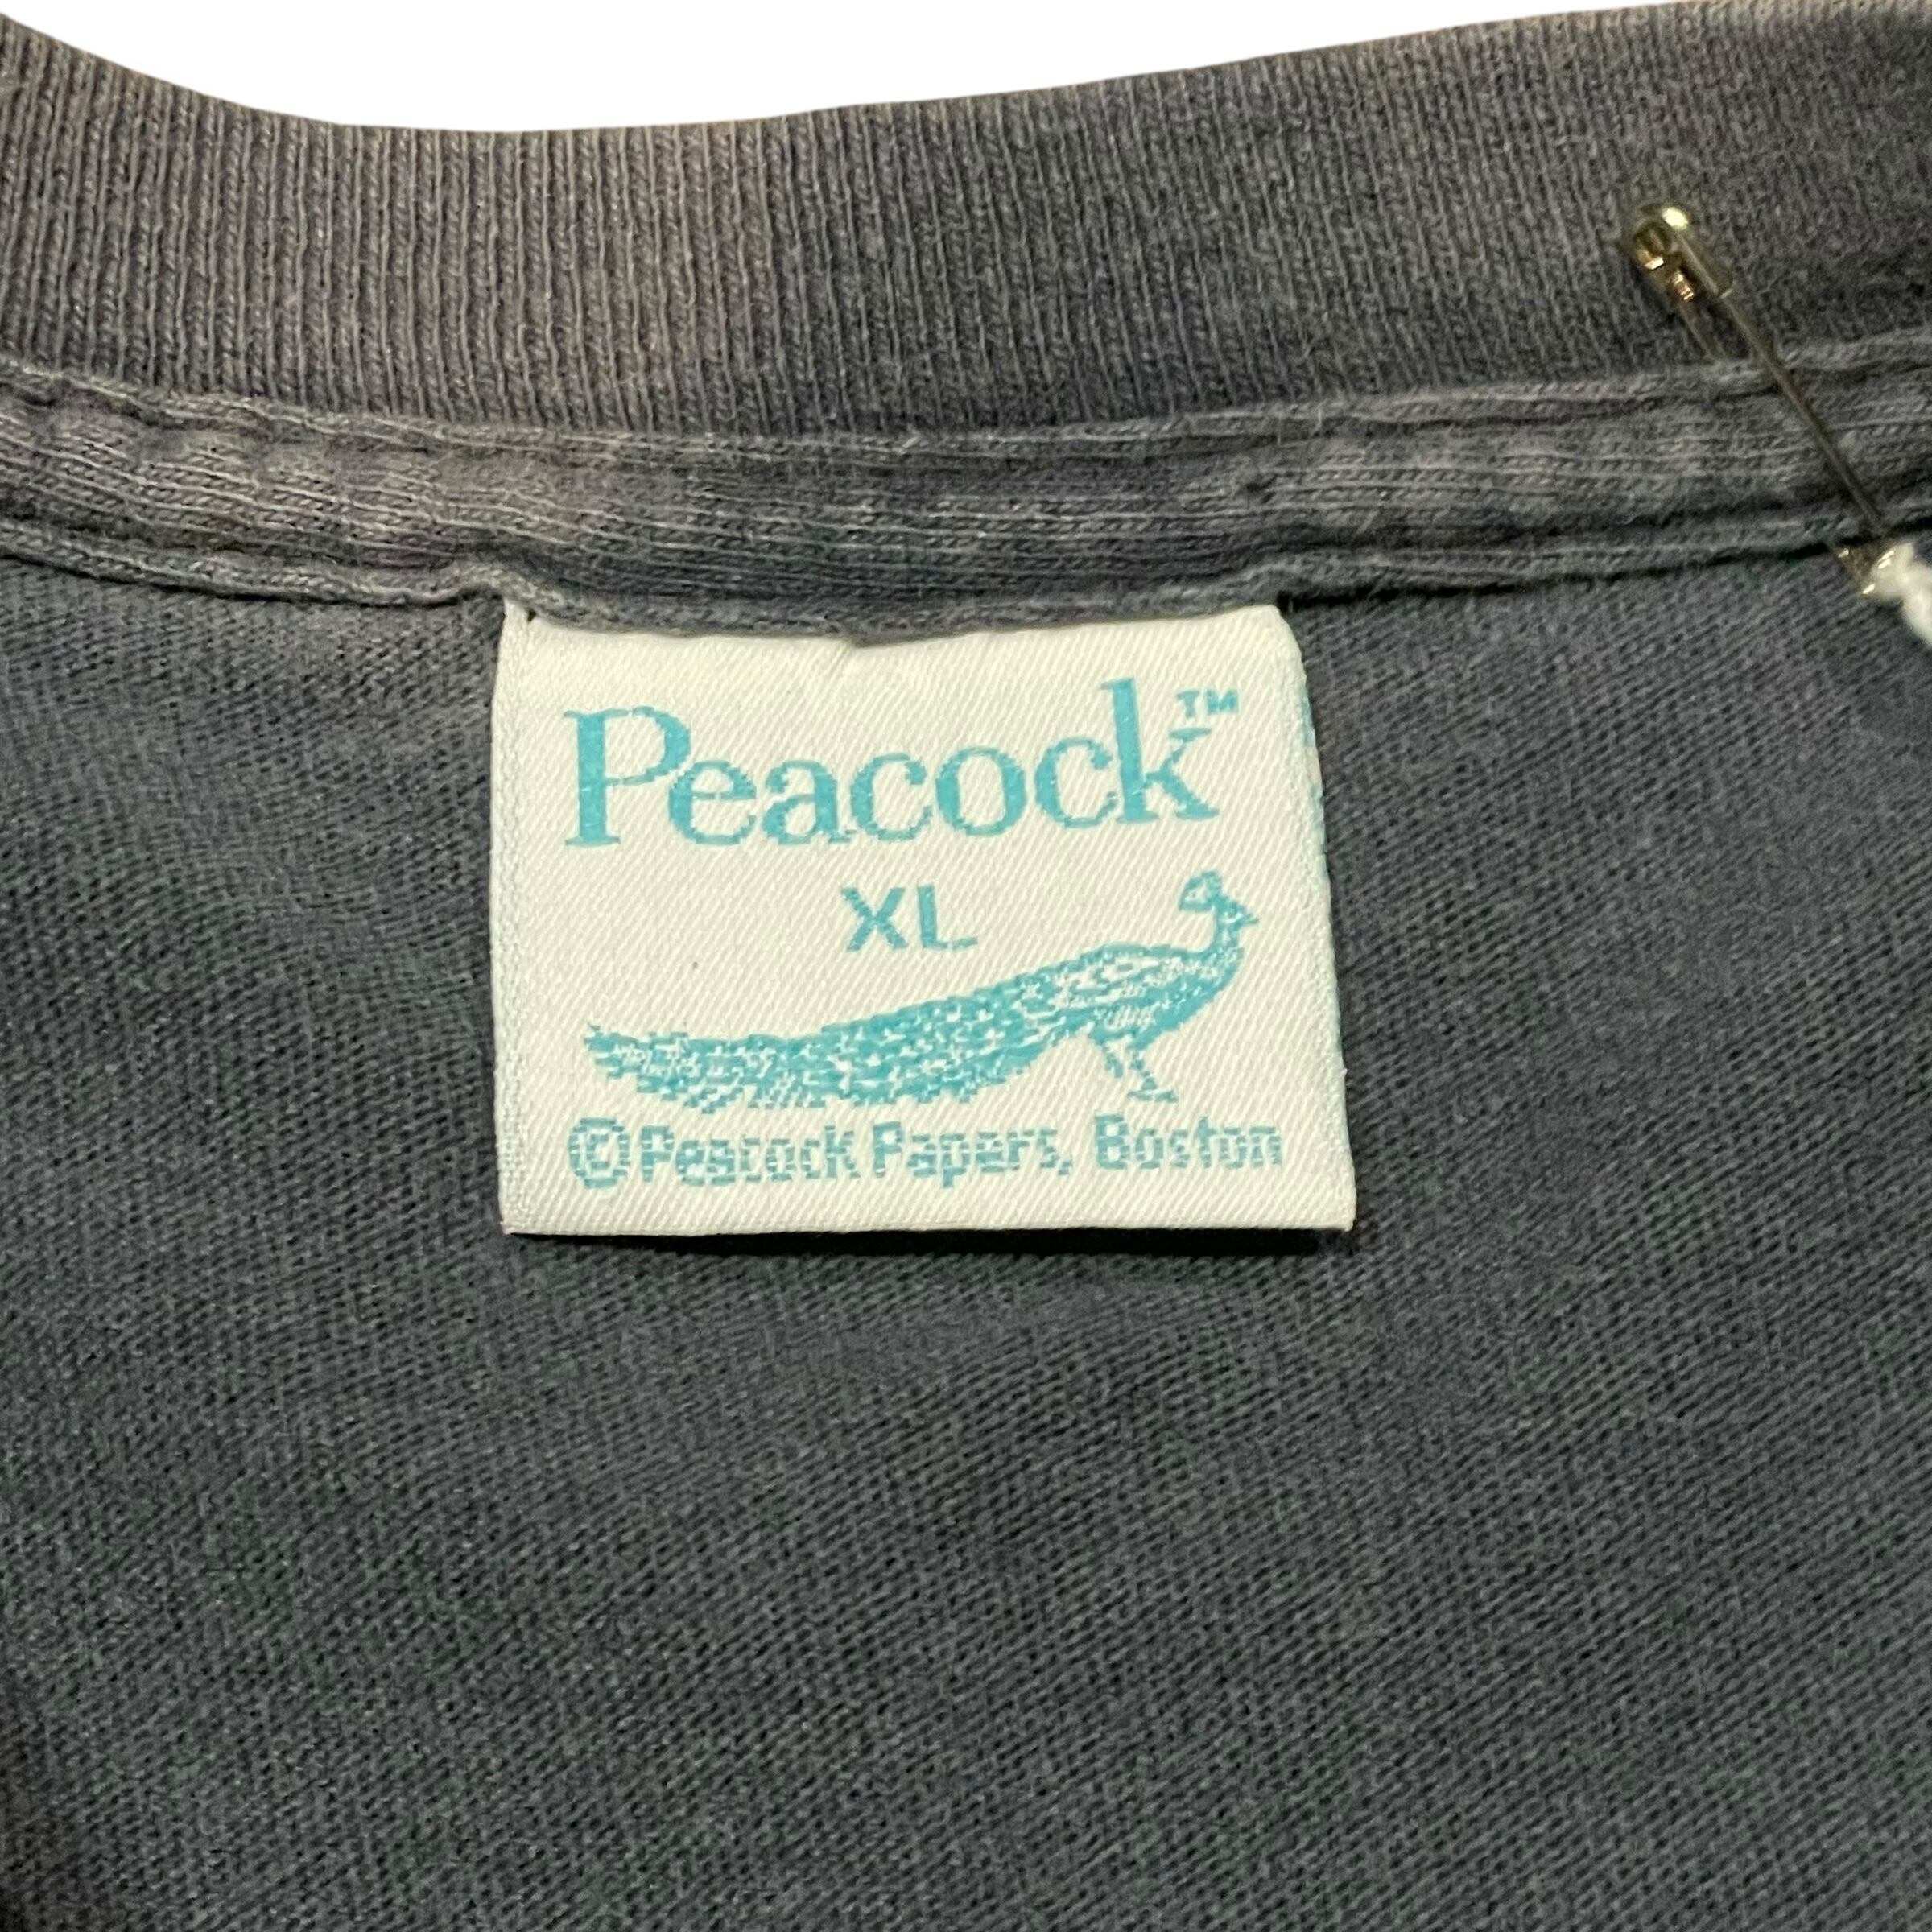 Peacock™
XL
©Peacock Papers, Boston